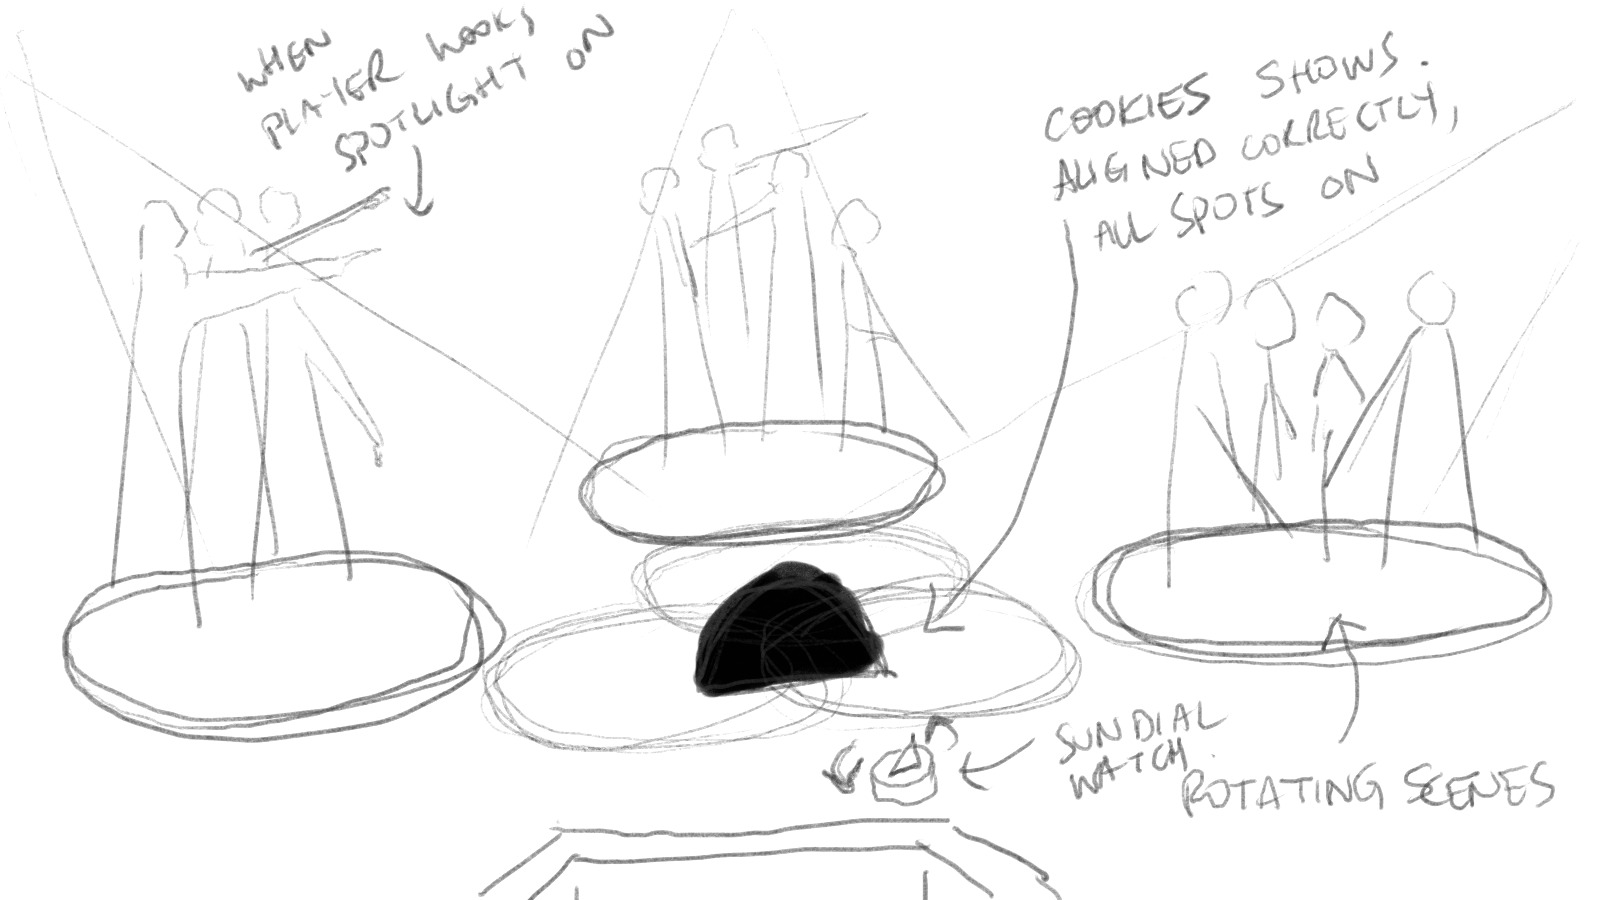 WHEN
PLAYER LOOKS
SPOTLIGHT ON
COOKIES SHOWS.
ALIGNED CORRECTLY,
ALL SPOTS ON
SUNDIAL
WATCH.
ROTATING SCENES